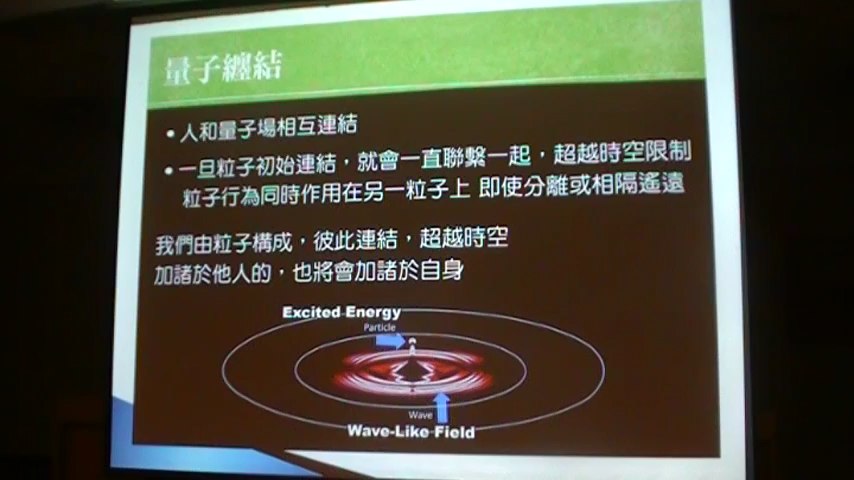 量子纏結
• 人和量子場相互連結
• 一旦粒子初始連結，就會一直聯繫一起，超越時空限制
粒子行為同時作用在另一粒子上 即使分離或相隔遙遠
我們由粒子構成，彼此連結，超越時空
加諸於他人的，也將會加諸於自身
Excited Energy
Particle
Wave
Wave-Like Field